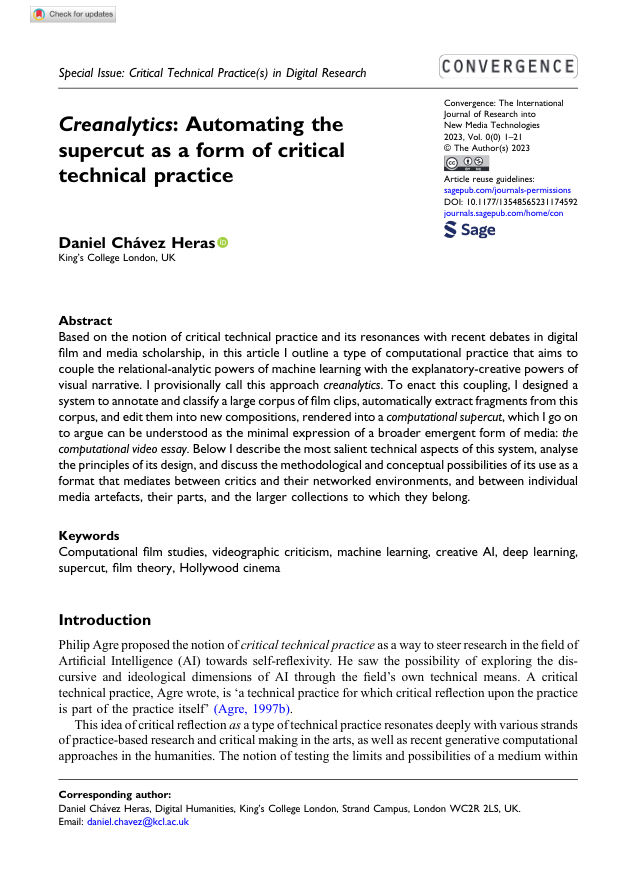 Check for updates
Special Issue: Critical Technical Practice(s) in Digital Research
CONVERGENCE
Creanalytics: Automating the
supercut as a form of critical
technical practice
Convergence: The International
Journal of Research into
New Media Technologies
2023, Vol. 0(0) 1–21
© The Author(s) 2023
Article reuse guidelines:
sagepub.com/journals-permissions
DOI: 10.1177/13548565231174592
journals.sagepub.com/home/con
Sage
Daniel Chávez Heras
King's College London, UK
Abstract
Based on the notion of critical technical practice and its resonances with recent debates in digital
film and media scholarship, in this article I outline a type of computational practice that aims to
couple the relational-analytic powers of machine learning with the explanatory-creative powers of
visual narrative. I provisionally call this approach creanalytics. To enact this coupling, I designed a
system to annotate and classify a large corpus of film clips, automatically extract fragments from this
corpus, and edit them into new compositions, rendered into a computational supercut, which I go on
to argue can be understood as the minimal expression of a broader emergent form of media: the
computational video essay. Below I describe the most salient technical aspects of this system, analyse
the principles of its design, and discuss the methodological and conceptual possibilities of its use as a
format that mediates between critics and their networked environments, and between individual
media artefacts, their parts, and the larger collections to which they belong.
Keywords
Computational film studies, videographic criticism, machine learning, creative AI, deep learning,
supercut, film theory, Hollywood cinema
Introduction
Philip Agre proposed the notion of critical technical practice as a way to steer research in the field of
Artificial Intelligence (AI) towards self-reflexivity. He saw the possibility of exploring the dis-
cursive and ideological dimensions of AI through the field's own technical means. A critical
technical practice, Agre wrote, is 'a technical practice for which critical reflection upon the practice
is part of the practice itself' (Agre, 1997b).
This idea of critical reflection as a type of technical practice resonates deeply with various strands
of practice-based research and critical making in the arts, as well as recent generative computational
approaches in the humanities. The notion of testing the limits and possibilities of a medium within
Corresponding author:
Daniel Chávez Heras, Digital Humanities, King's College London, Strand Campus, London WC2R 2LS, UK.
Email: daniel.chavez@kcl.ac.uk